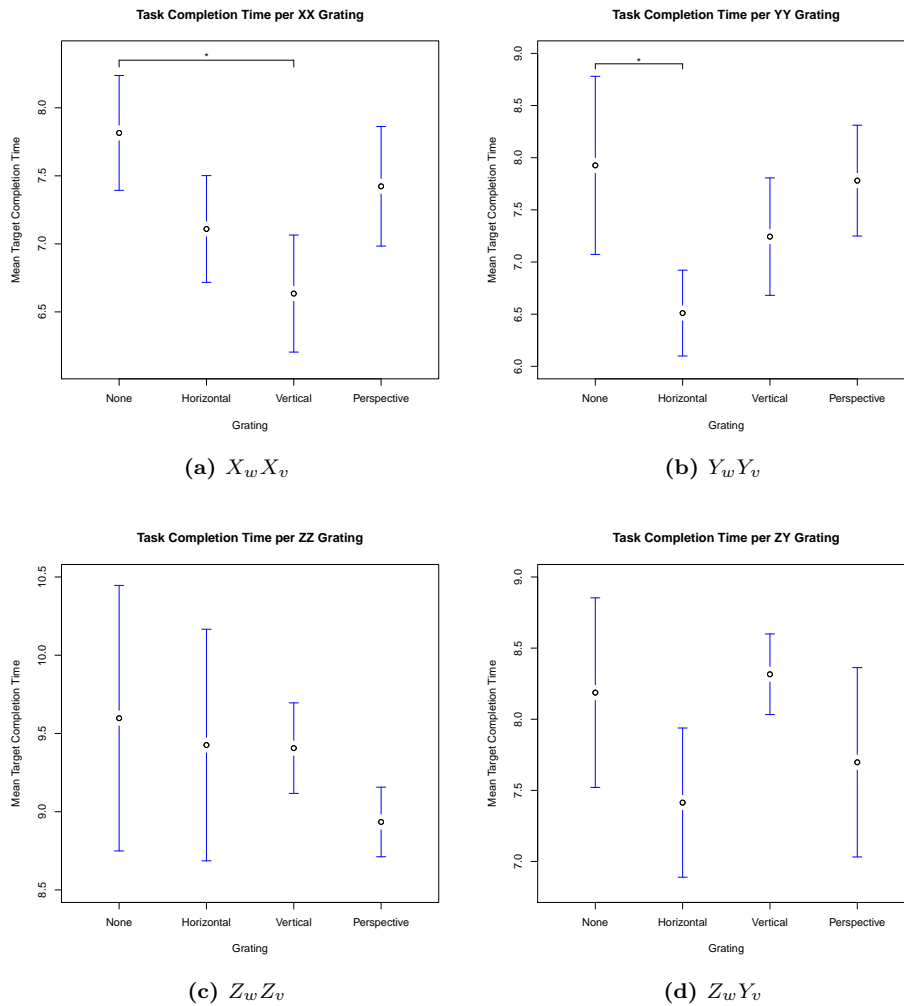 Task Completion Time per XX Grating
Mean Target Completion Time
8.0
7.5
7.0
6.5
*
None Horizontal Vertical Perspective
Grating
(a) XwXv
Task Completion Time per YY Grating
Mean Target Completion Time
9.0
8.5
8.0
7.5
7.0
6.5
6.0
*
None Horizontal Vertical Perspective
Grating
(b) YwYv
Task Completion Time per ZZ Grating
Mean Target Completion Time
10.5
10.0
9.5
9.0
8.5
None Horizontal Vertical Perspective
Grating
(c) ZwZv
Task Completion Time per ZY Grating
Mean Target Completion Time
9.0
8.5
8.0
7.5
7.0
None Horizontal Vertical Perspective
Grating
(d) ZwYv